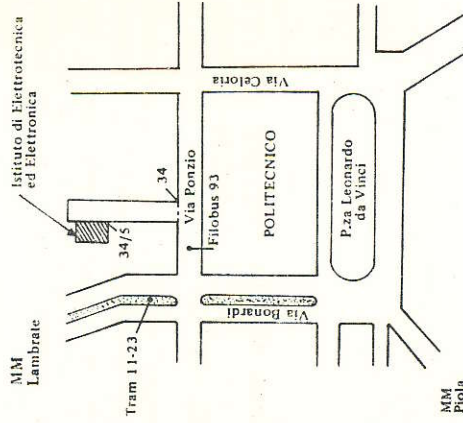 MM
Lambrate
Istituto di Elettrotecnica
ed Elettronica
Tram 11-23
34/5
34
Via Ponzio
Filobus 93
Via Bonardi
POLITECNICO
Via Celoria
P.za Leonardo
da Vinci
MM
Piola